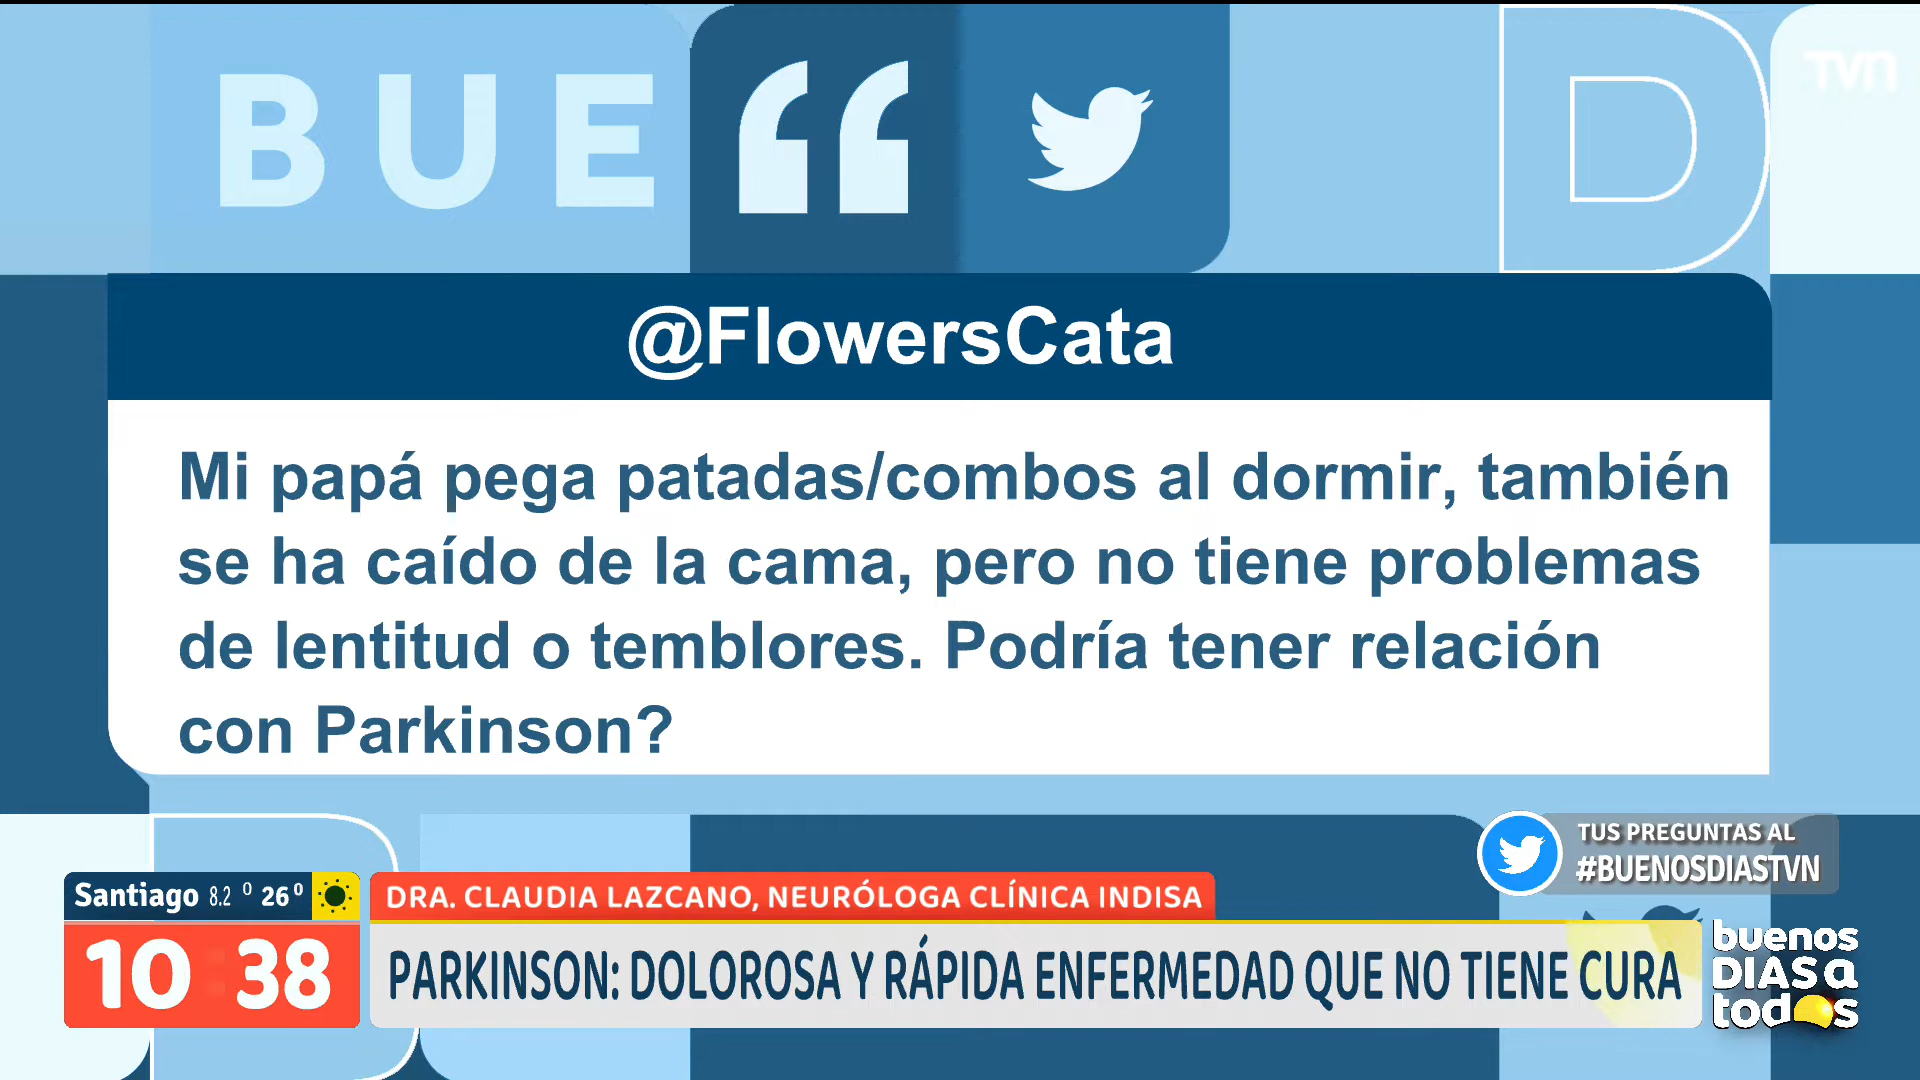 BUE
D
TVN
@FlowersCata
Mi papá pega patadas/combos al dormir, también
se ha caído de la cama, pero no tiene problemas
de lentitud o temblores. Podría tener relación
con Parkinson?
TUS PREGUNTAS AL
#BUENOSDIASTVN
Santiago 8.2° 26°
DRA. CLAUDIA LAZCANO, NEURÓLOGA CLÍNICA INDISA
10:38
PARKINSON: DOLOROSA Y RÁPIDA ENFERMEDAD QUE NO TIENE CURA
buenos
DIAS a
todos